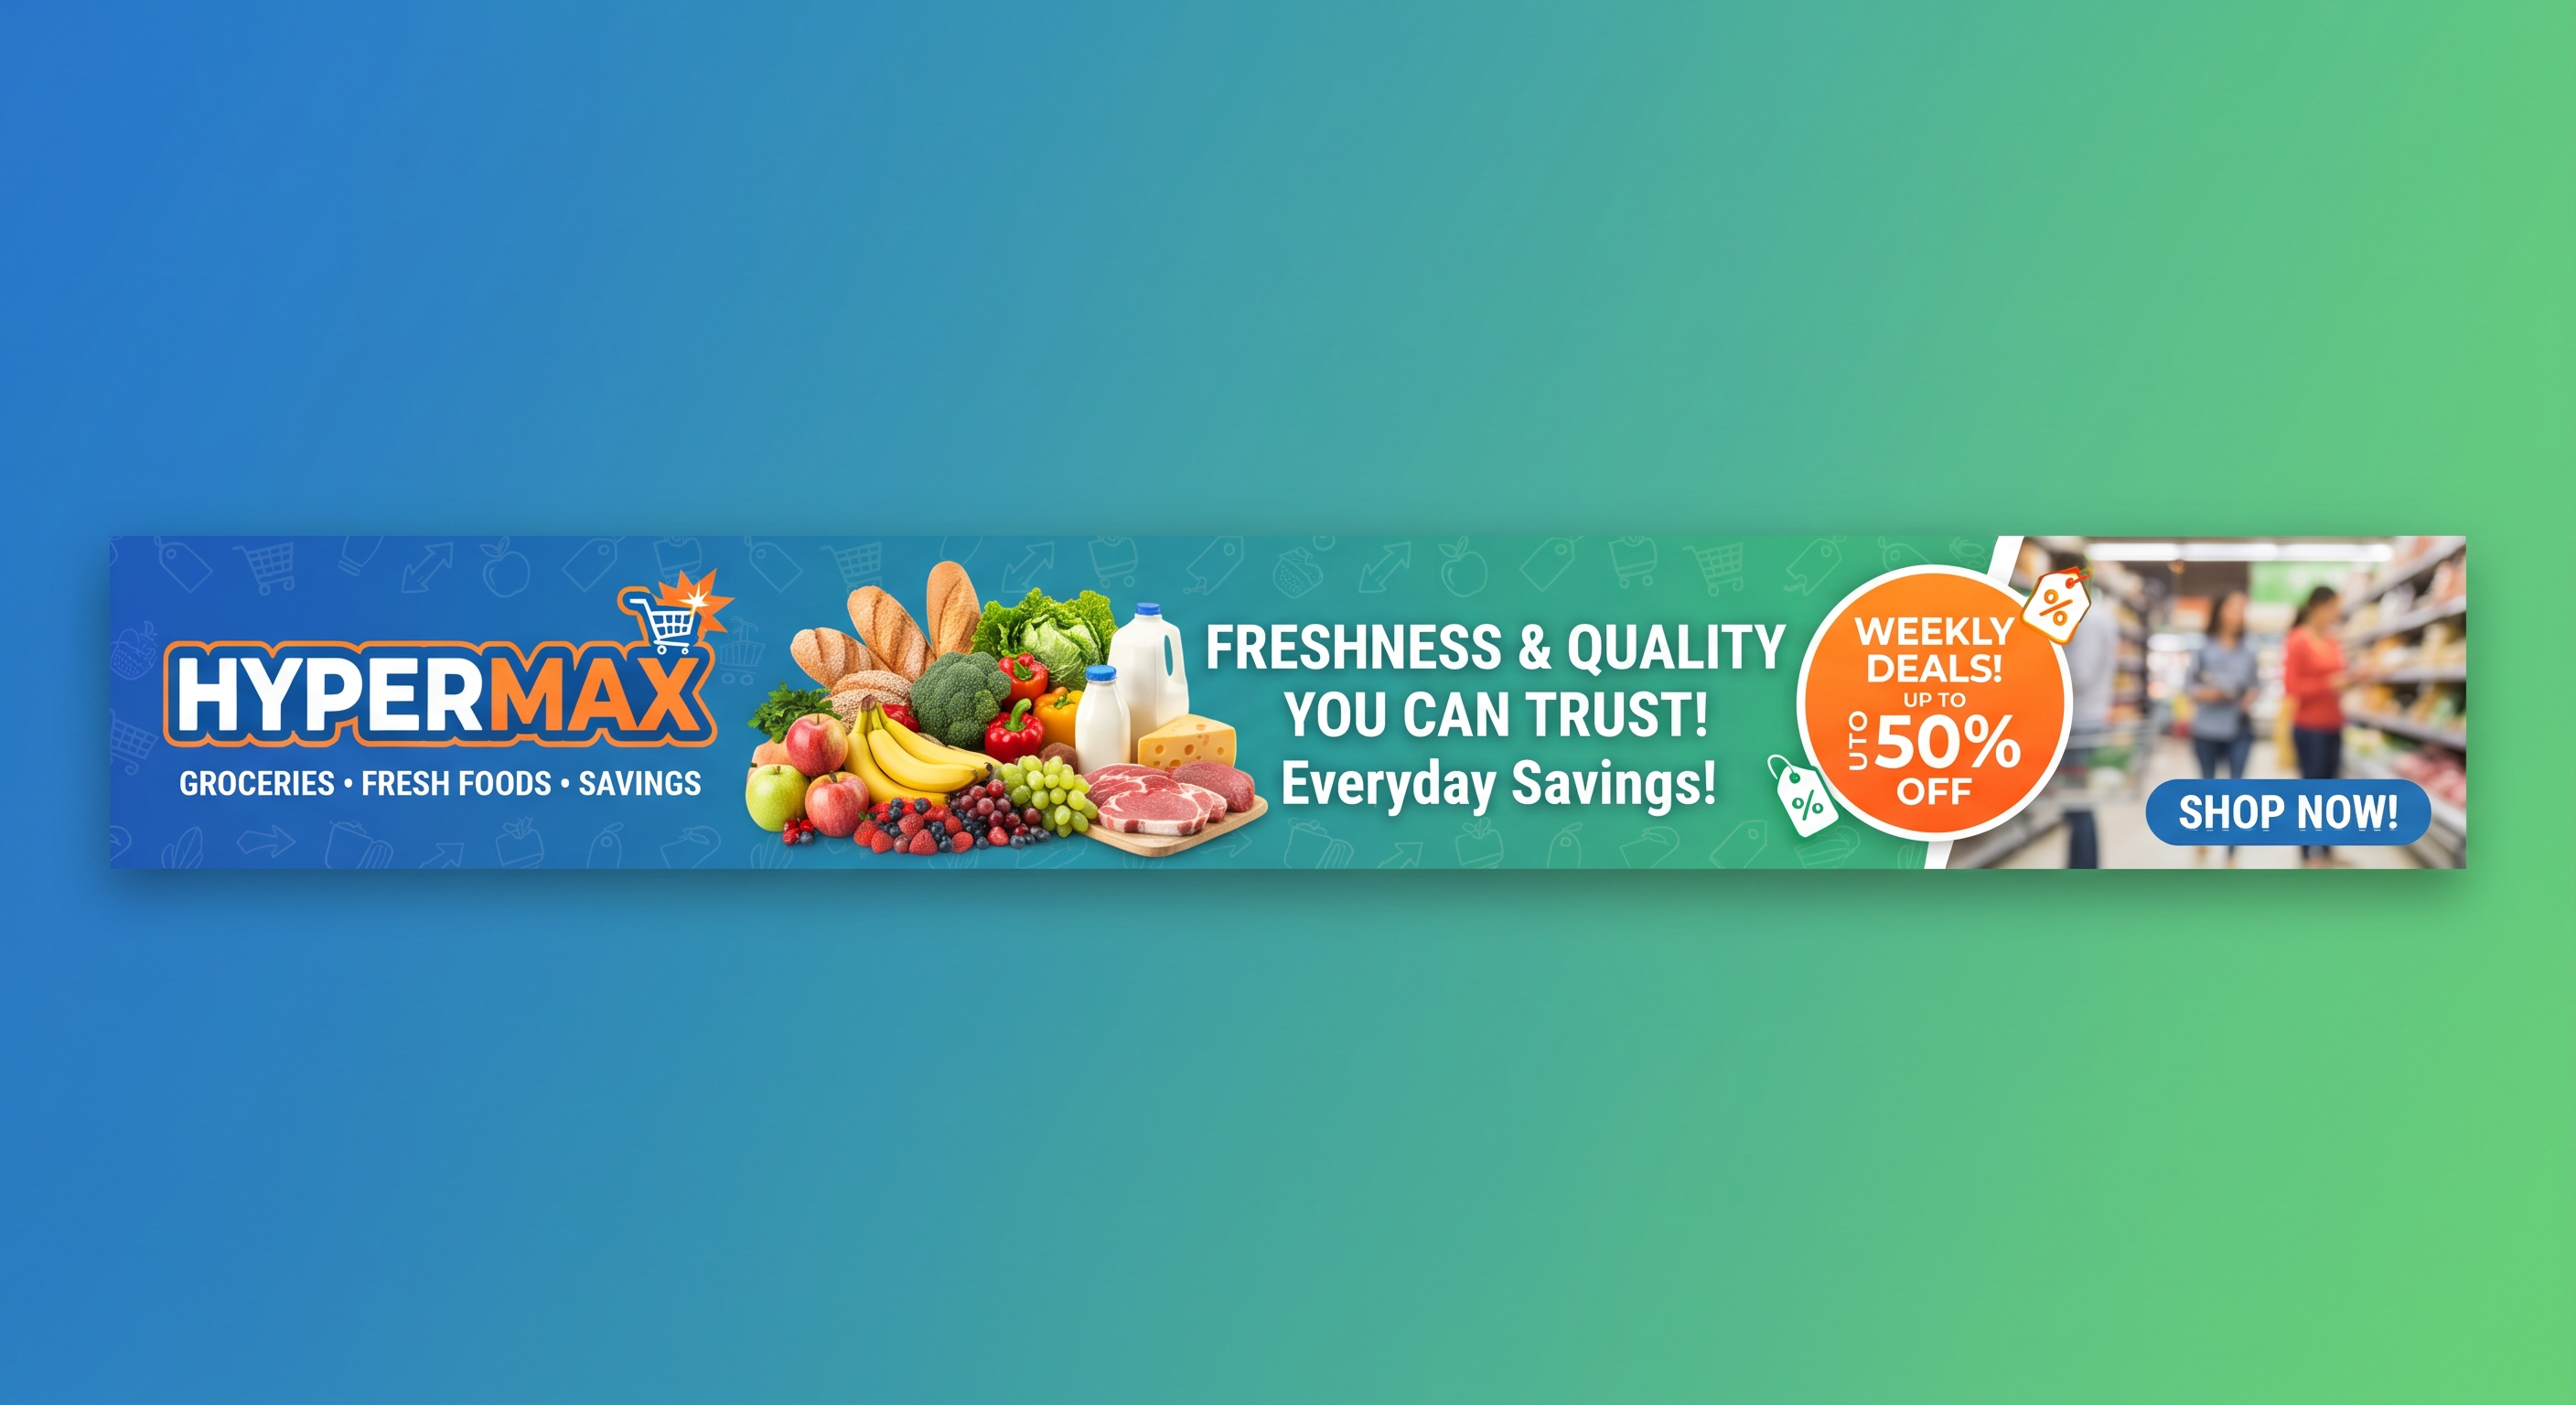 HYPERMAX
GROCERIES • FRESH FOODS • SAVINGS
FRESHNESS & QUALITY
YOU CAN TRUST!
Everyday Savings!
WEEKLY
DEALS!
UP TO
UTO
50%
OFF
%
%
SHOP NOW!